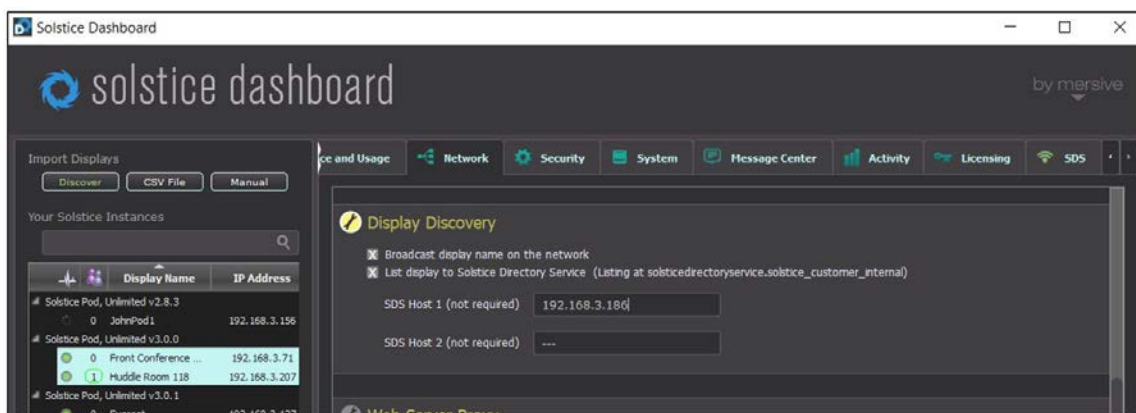 Solstice Dashboard
solstice dashboard
by mersive
Import Displays
Discover CSV File Manual
Your Solstice Instances
Display Name IP Address
Solstice Pod, Unlimited v2.8.3
0 JohnPod1 192.168.3.156
Solstice Pod, Unlimited v3.0.0
0 Front Conference ... 192.168.3.71
1 Huddle Room 118 192.168.3.207
Solstice Pod, Unlimited v3.0.1
ce and Usage Network Security System Message Center Activity Licensing SDS
Display Discovery
Broadcast display name on the network
List display to Solstice Directory Service (Listing at solsticedirectoryservice.solstice_customer_internal)
SDS Host 1 (not required) 192.168.3.186
SDS Host 2 (not required) ---
Web Server Proxy